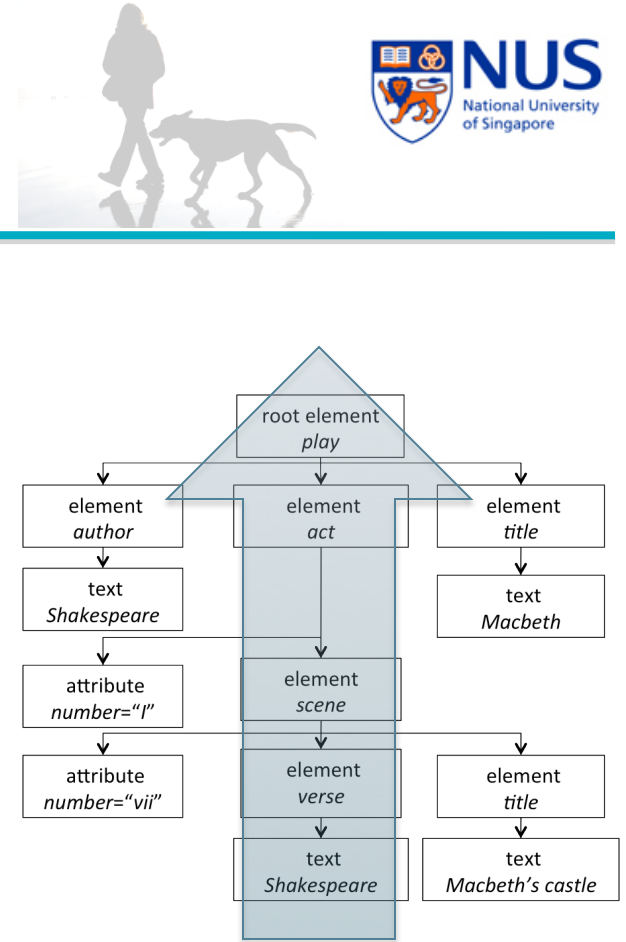 NUS
National University
of Singapore
root element
play
element
author
element
act
element
title
text
Shakespeare
text
Macbeth
attribute
number=“I”
element
scene
attribute
number=“vii”
element
verse
element
title
text
Shakespeare
text
Macbeth’s castle